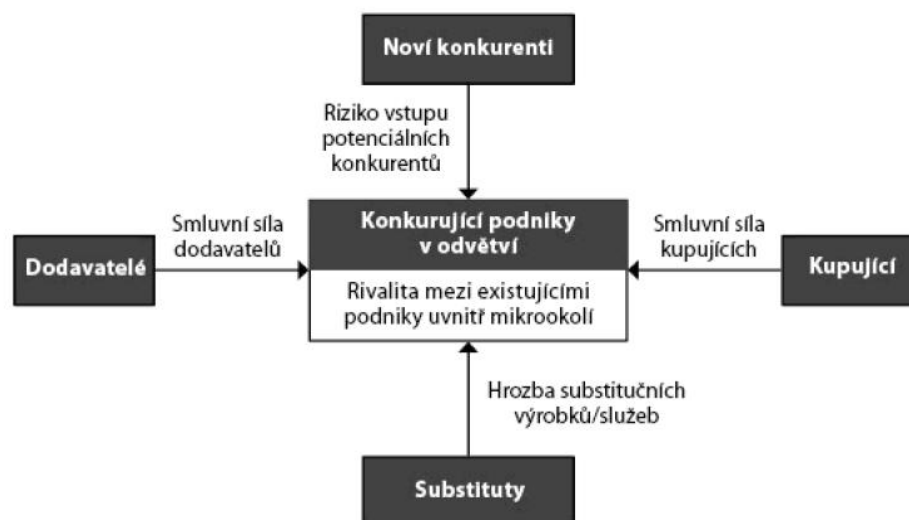 Noví konkurenti
Riziko vstupu
potenciálních
konkurentů
Smluvní síla
dodavatelů
Konkurující podniky
v odvětví
Smluvní síla
kupujících
Dodavatelé
Kupující
Rivalita mezi existujícími
podniky uvnitř mikrookolí
Hrozba substitučních
výrobků/služeb
Substituty